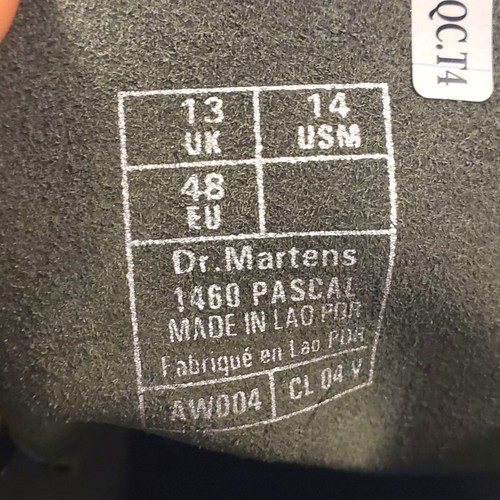 QC.T4
13 14
UK USM
48
EU
Dr.Martens
1460 PASCAL
MADE IN LAO PDR
Fabriqué en Lao PDR
AW004 CL 04 V